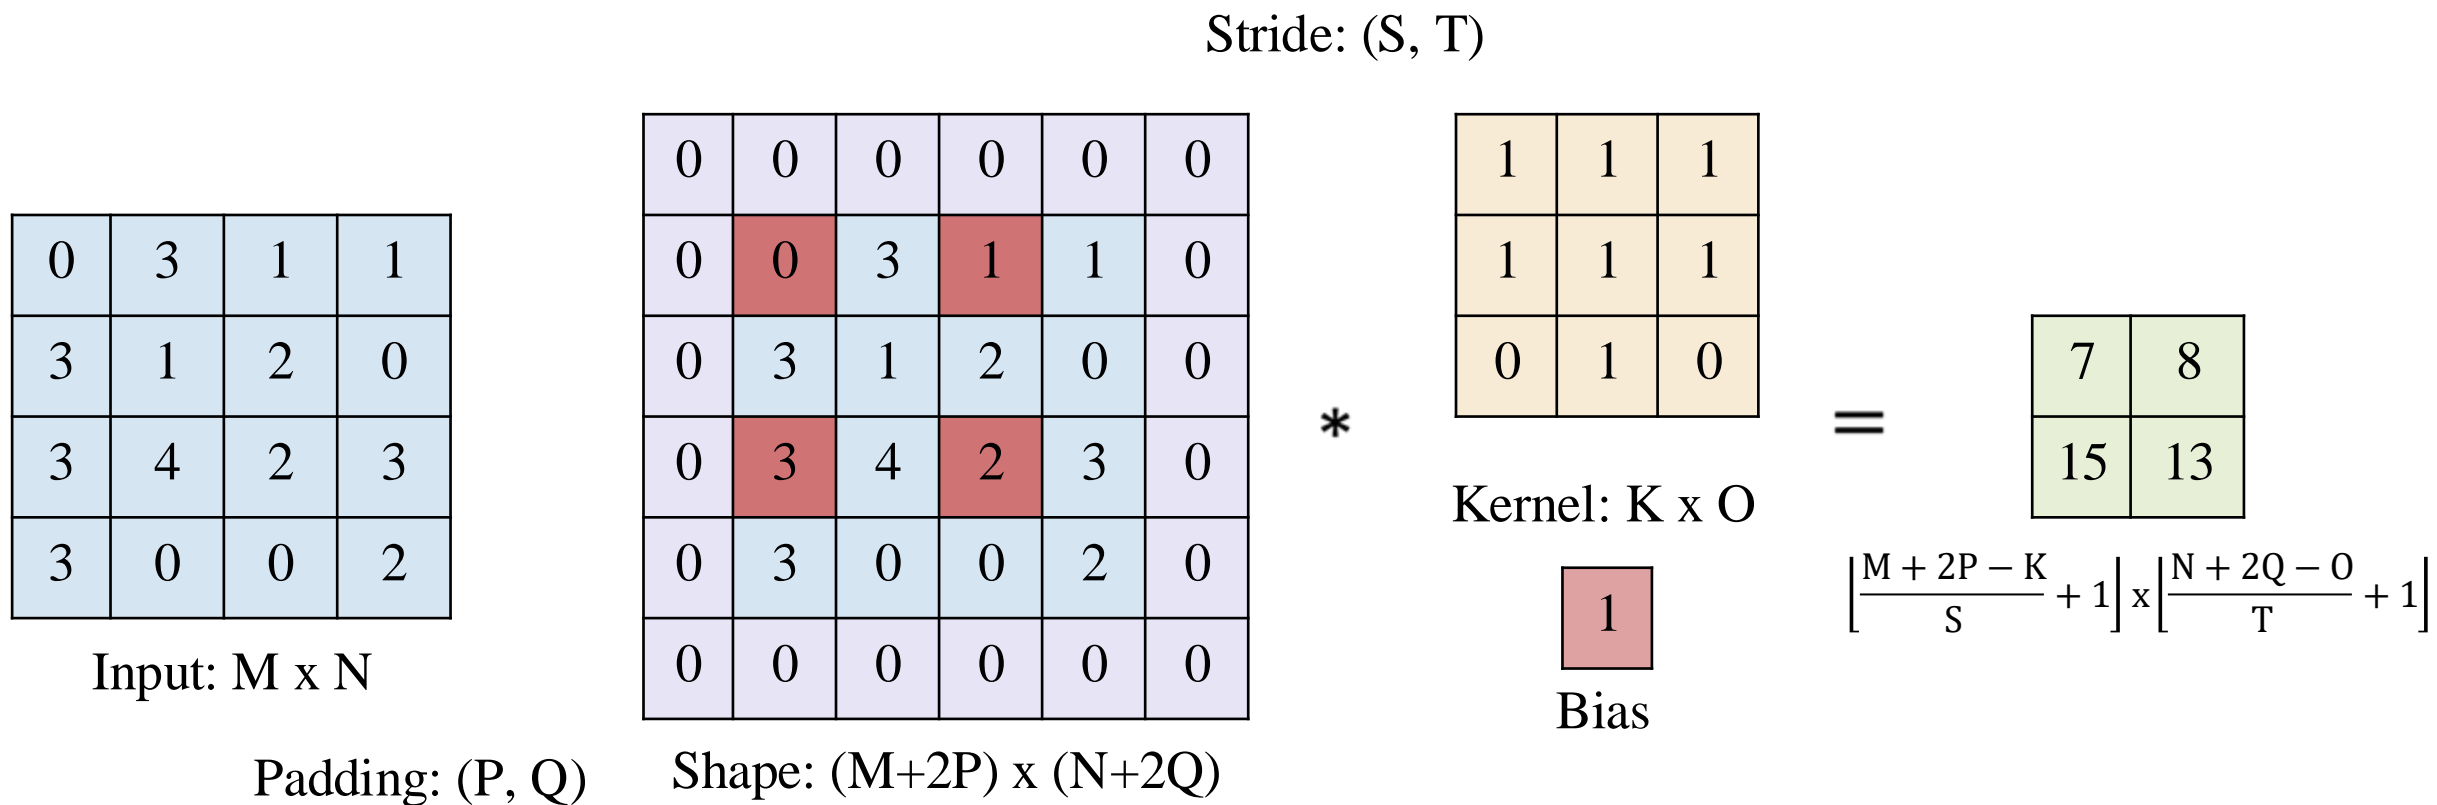 Stride: (S, T)
0 3 1 1
3 1 2 0
3 4 2 3
3 0 0 2
Input: M x N
Padding: (P, Q)
0 0 0 0 0 0
0 0 3 1 1 0
0 3 1 2 0 0
0 3 4 2 3 0
0 3 0 0 2 0
0 0 0 0 0 0
Shape: (M+2P) x (N+2Q)
*
1 1 1
1 1 1
0 1 0
Kernel: K x O
1
Bias
=
7 8
15 13
⌊(M + 2P − K)/S + 1⌋ x ⌊(N + 2Q − O)/T + 1⌋